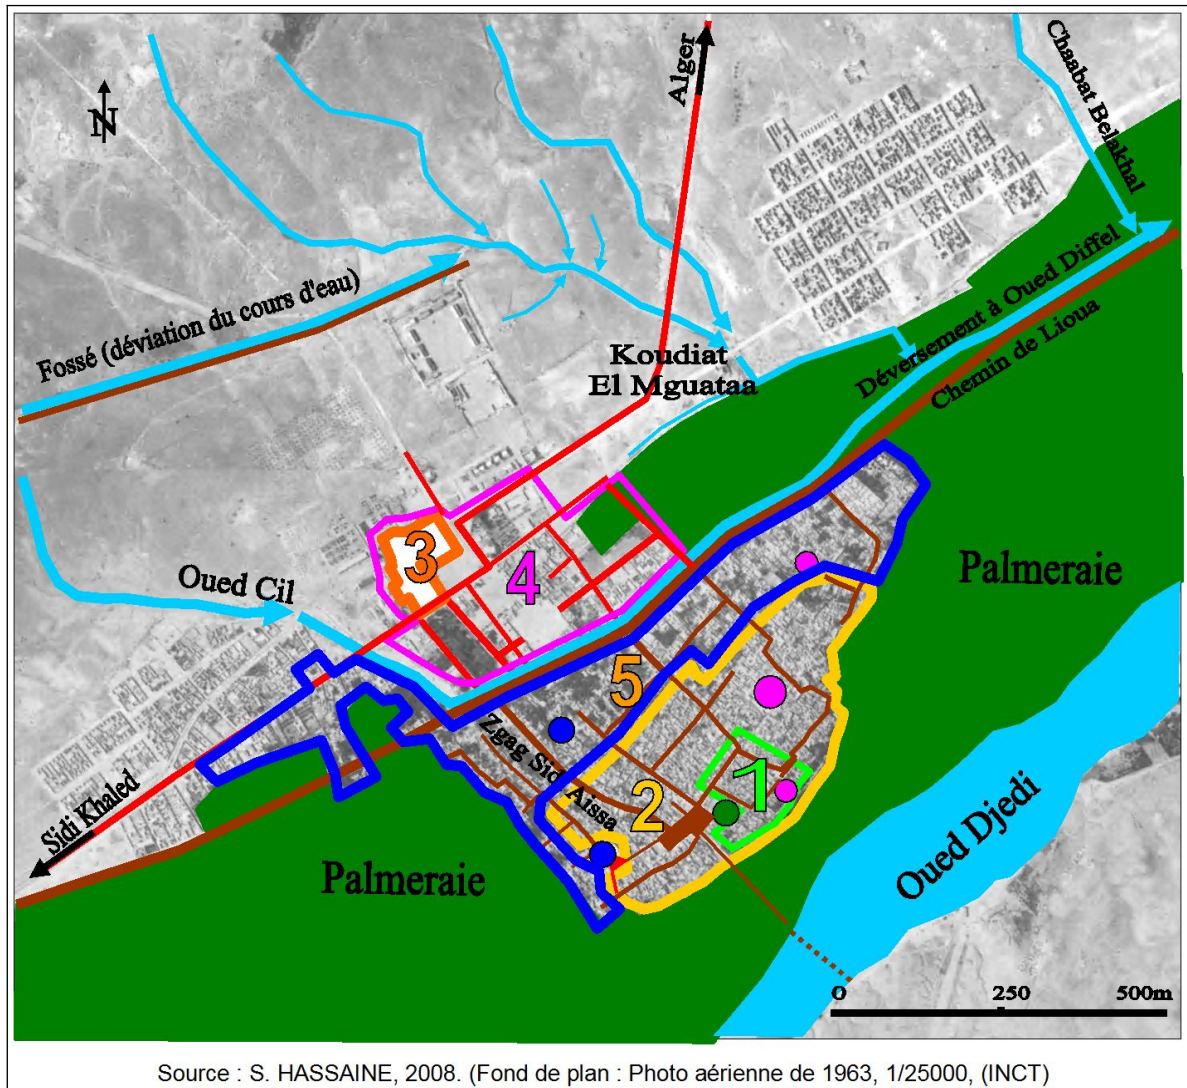 N
Alger
Chaabat Belakhal
Fossé (déviation du cours d'eau)
Koudiat
El Mguataa
Déversement à Oued Diffel
Chemin de Lioua
3
4
Oued Cil
Palmeraie
5
Zgag Sidi Aissa
2
1
Sidi Khaled
Palmeraie
Oued Djedi
0 250 500m
Source : S. HASSAINE, 2008. (Fond de plan : Photo aérienne de 1963, 1/25000, (INCT)